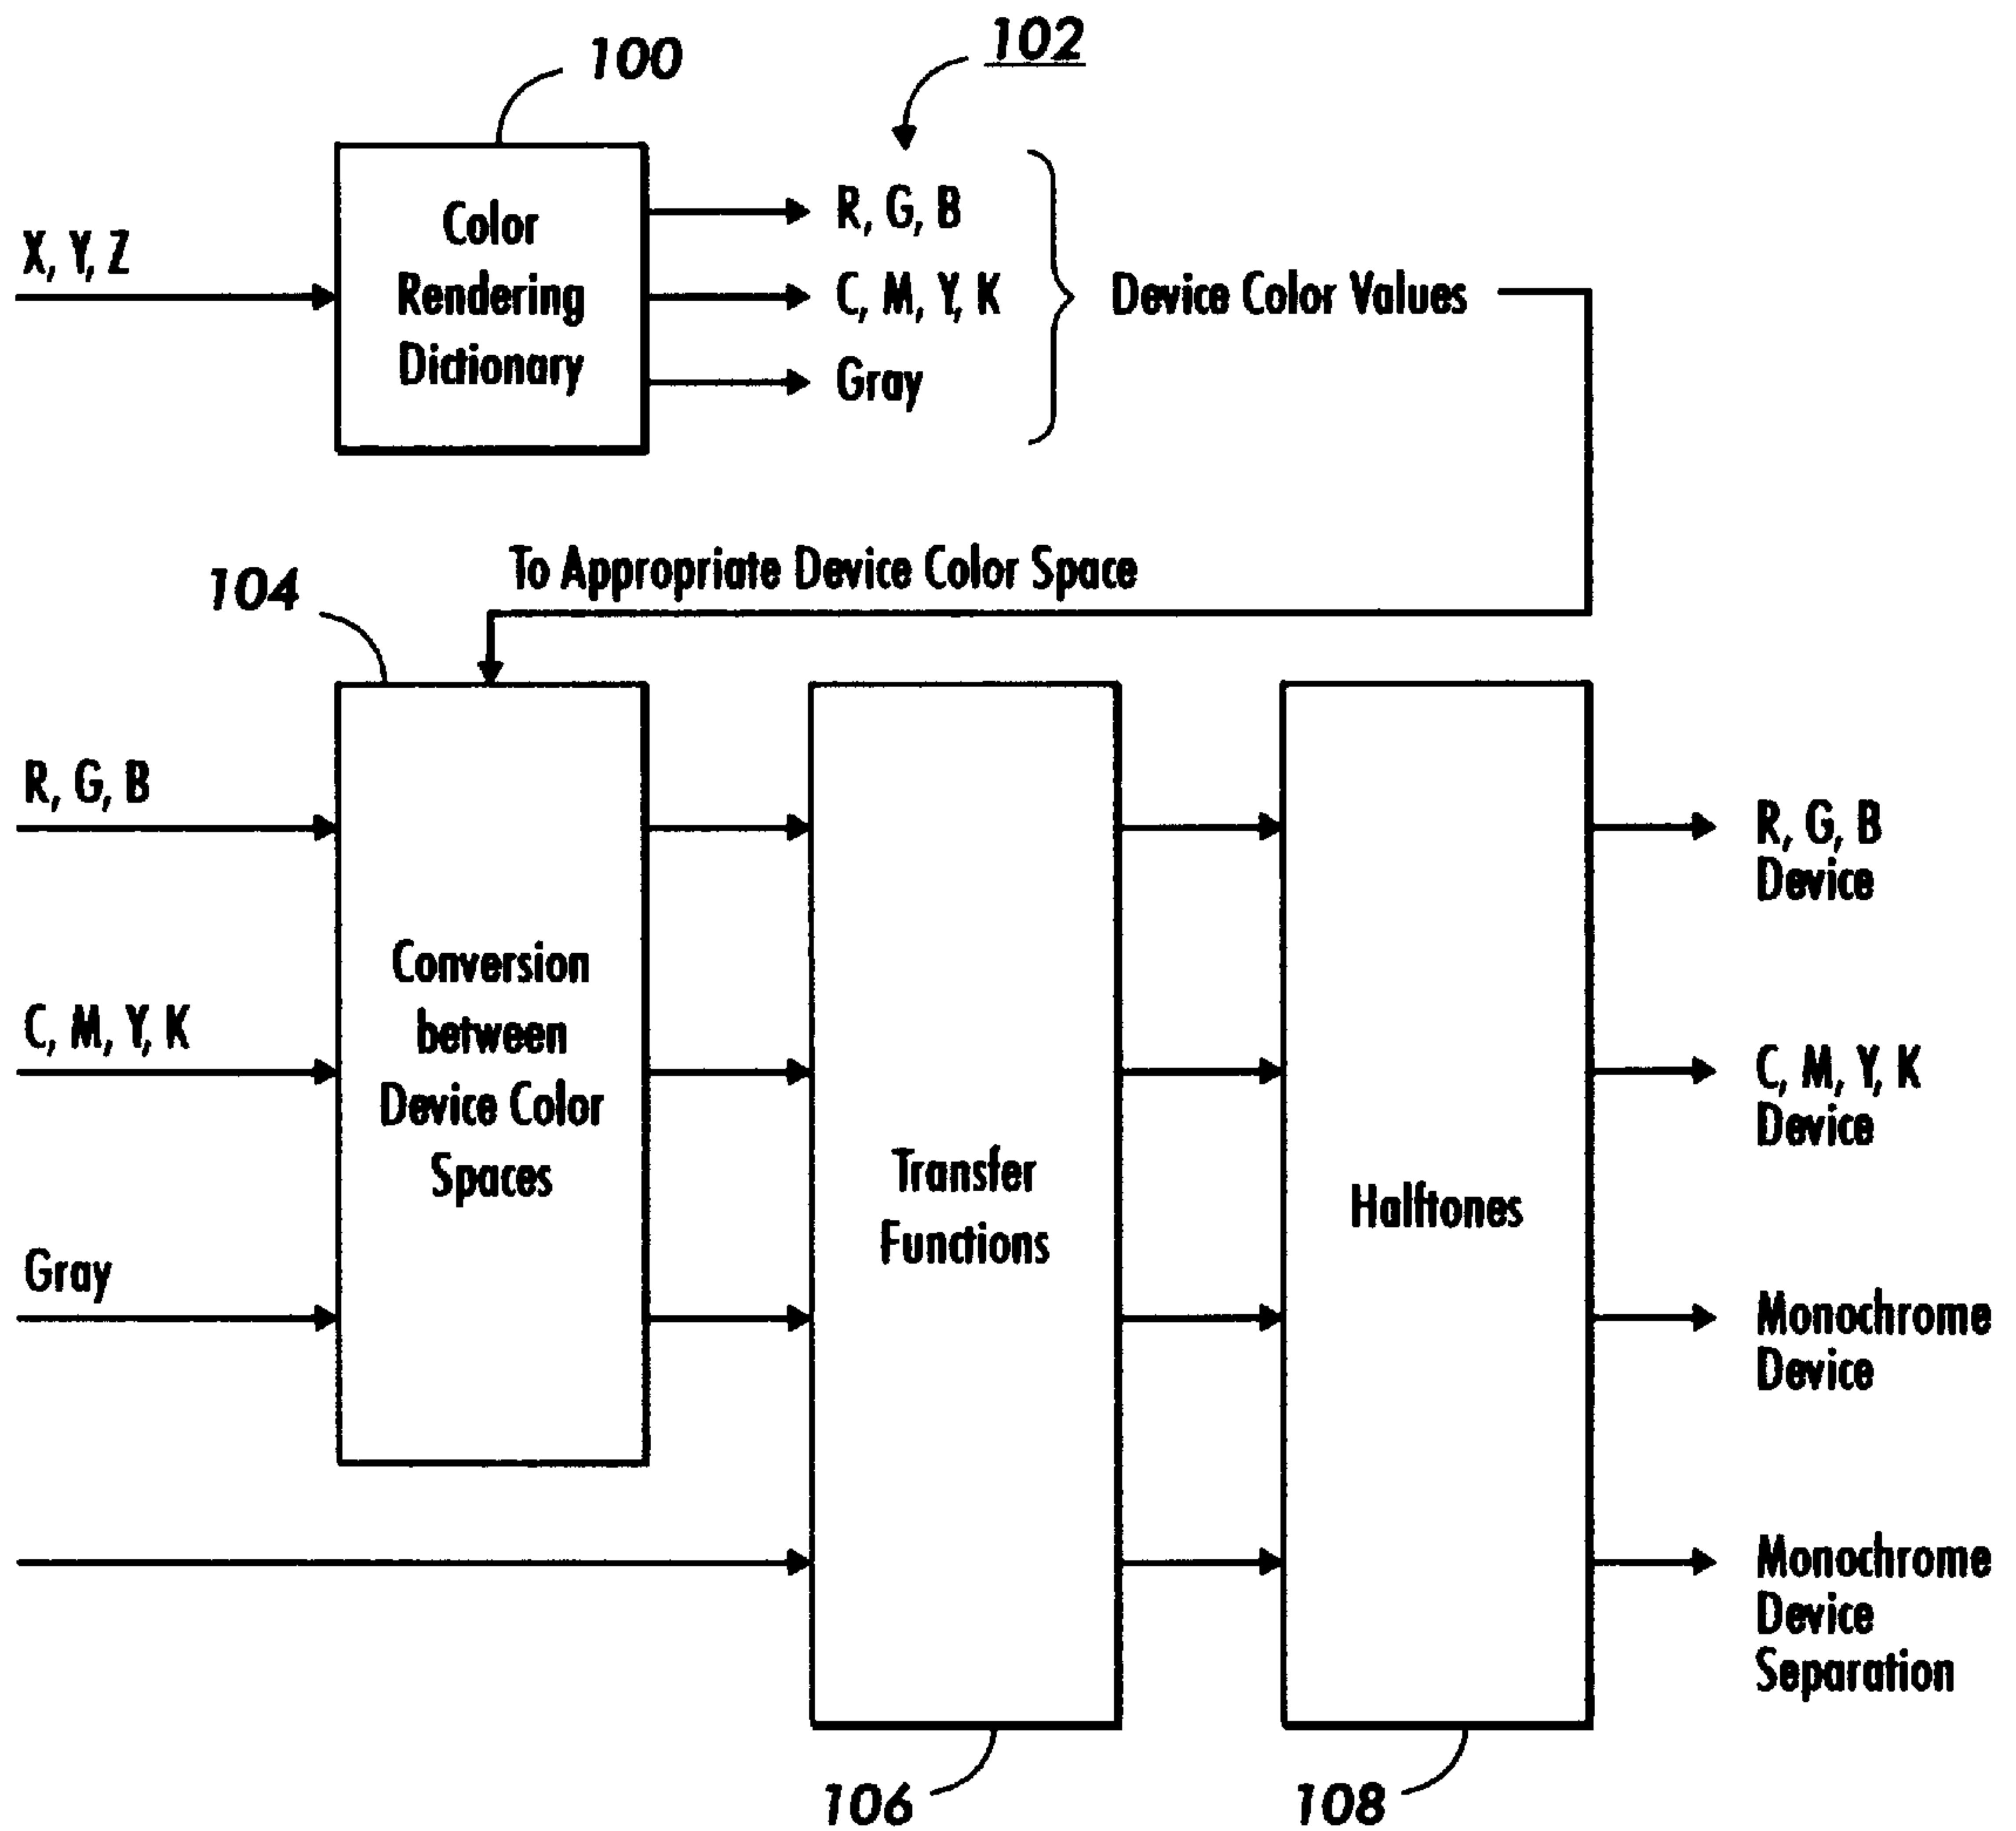 100
102
X, Y, Z
Color
Rendering
Dictionary
R, G, B
C, M, Y, K
Gray
Device Color Values
To Appropriate Device Color Space
104
R, G, B
C, M, Y, K
Gray
Conversion
between
Device Color
Spaces
Transfer
Functions
Halftones
R, G, B
Device
C, M, Y, K
Device
Monochrome
Device
Monochrome
Device
Separation
106
108